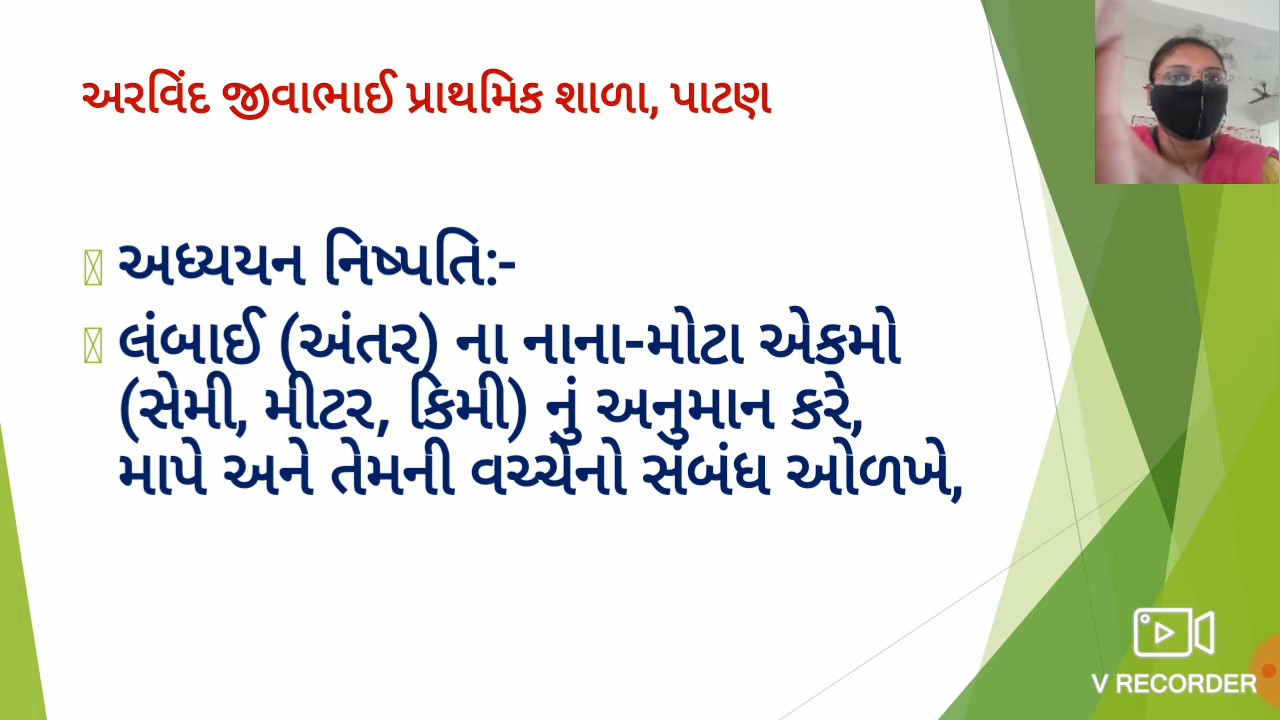 અરવિંદ જીવાભાઈ પ્રાથમિક શાળા, પાટણ
અધ્યયન નિષ્પતિ:-
લંબાઈ (અંતર) ના નાના-મોટા એકમો
(સેમી, મીટર, કિમી) નું અનુમાન કરે,
માપે અને તેમની વચ્ચેનો સંબંધ ઓળખે,
V RECORDER